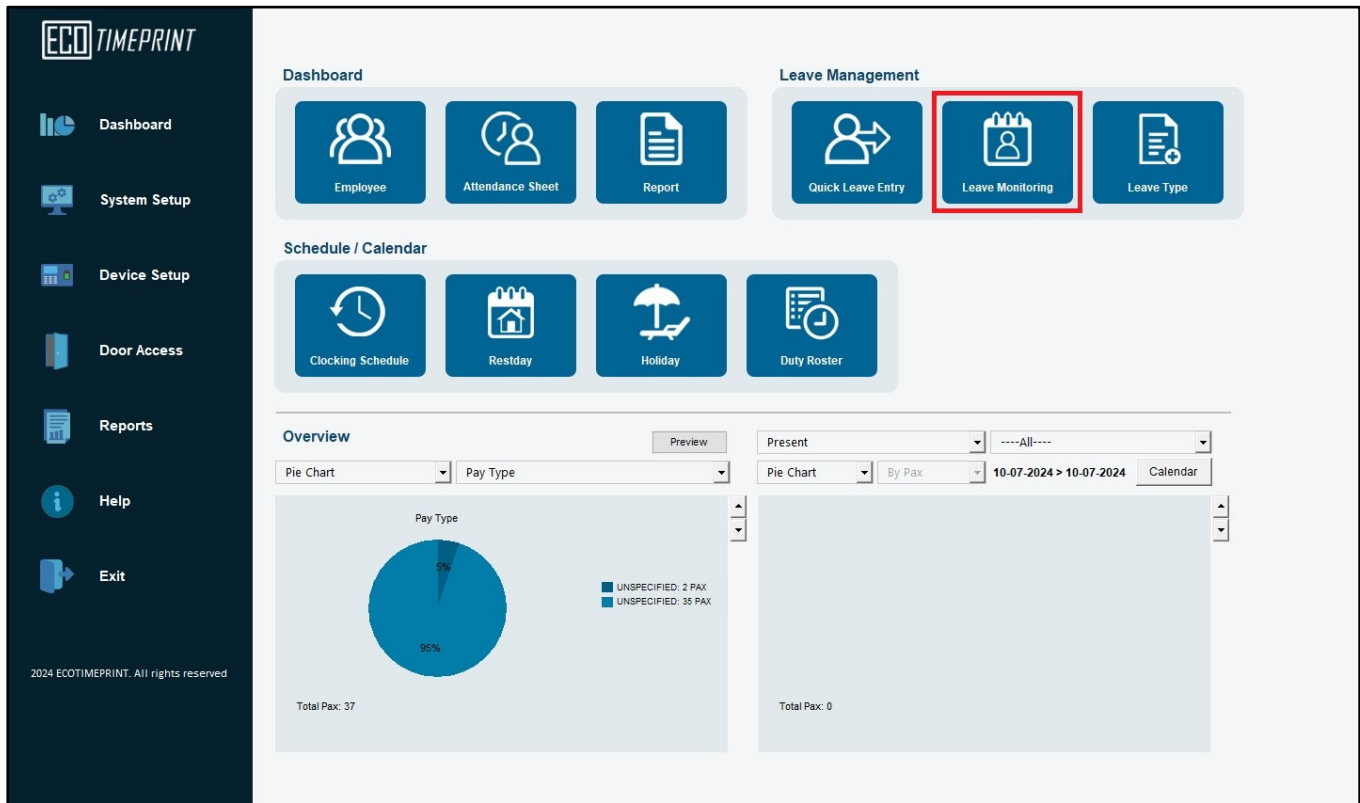 ECO TIMEPRINT
Dashboard
System Setup
Device Setup
Door Access
Reports
Help
Exit
2024 ECOTIMEPRINT. All rights reserved
Dashboard
Employee
Attendance Sheet
Report
Leave Management
Quick Leave Entry
Leave Monitoring
Leave Type
Schedule / Calendar
Clocking Schedule
Restday
Holiday
Duty Roster
Overview
Preview
Pie Chart
Pay Type
Pay Type
5%
95%
UNSPECIFIED: 2 PAX
UNSPECIFIED: 35 PAX
Total Pax: 37
Present
----All----
Pie Chart
By Pax
10-07-2024 > 10-07-2024
Calendar
Total Pax: 0